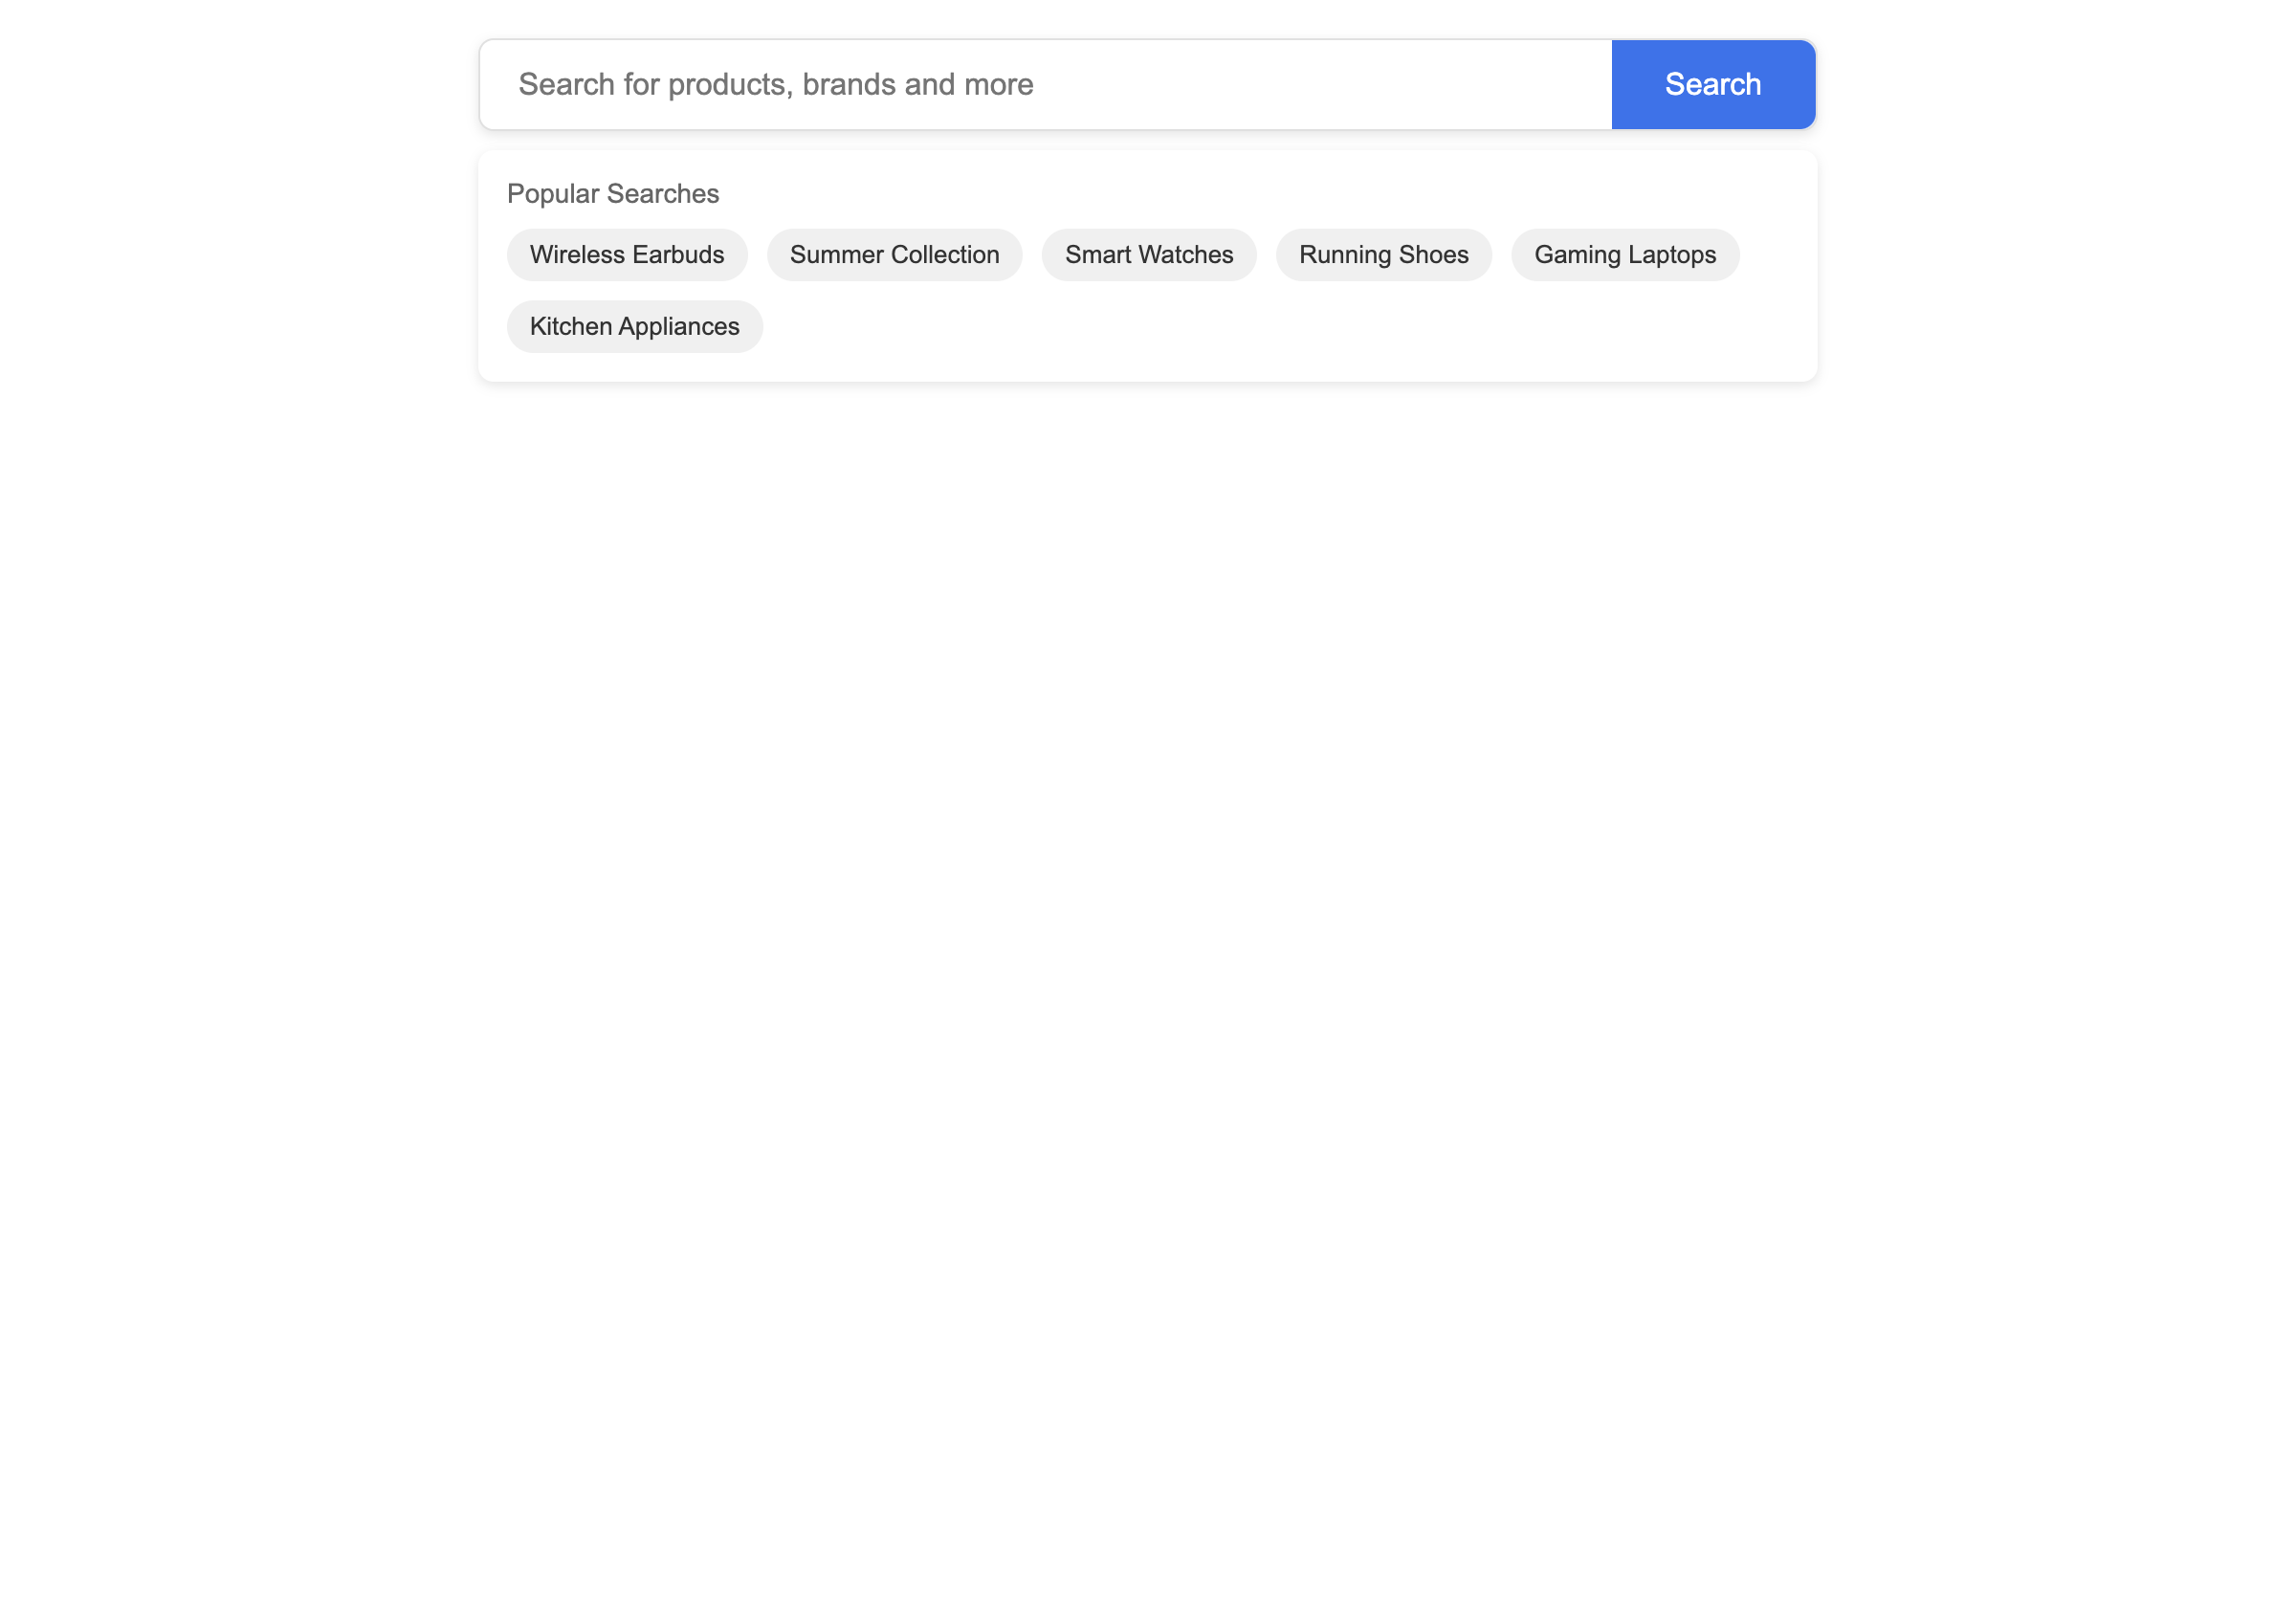 Search for products, brands and more Search
Popular Searches
Wireless Earbuds Summer Collection Smart Watches Running Shoes Gaming Laptops
Kitchen Appliances